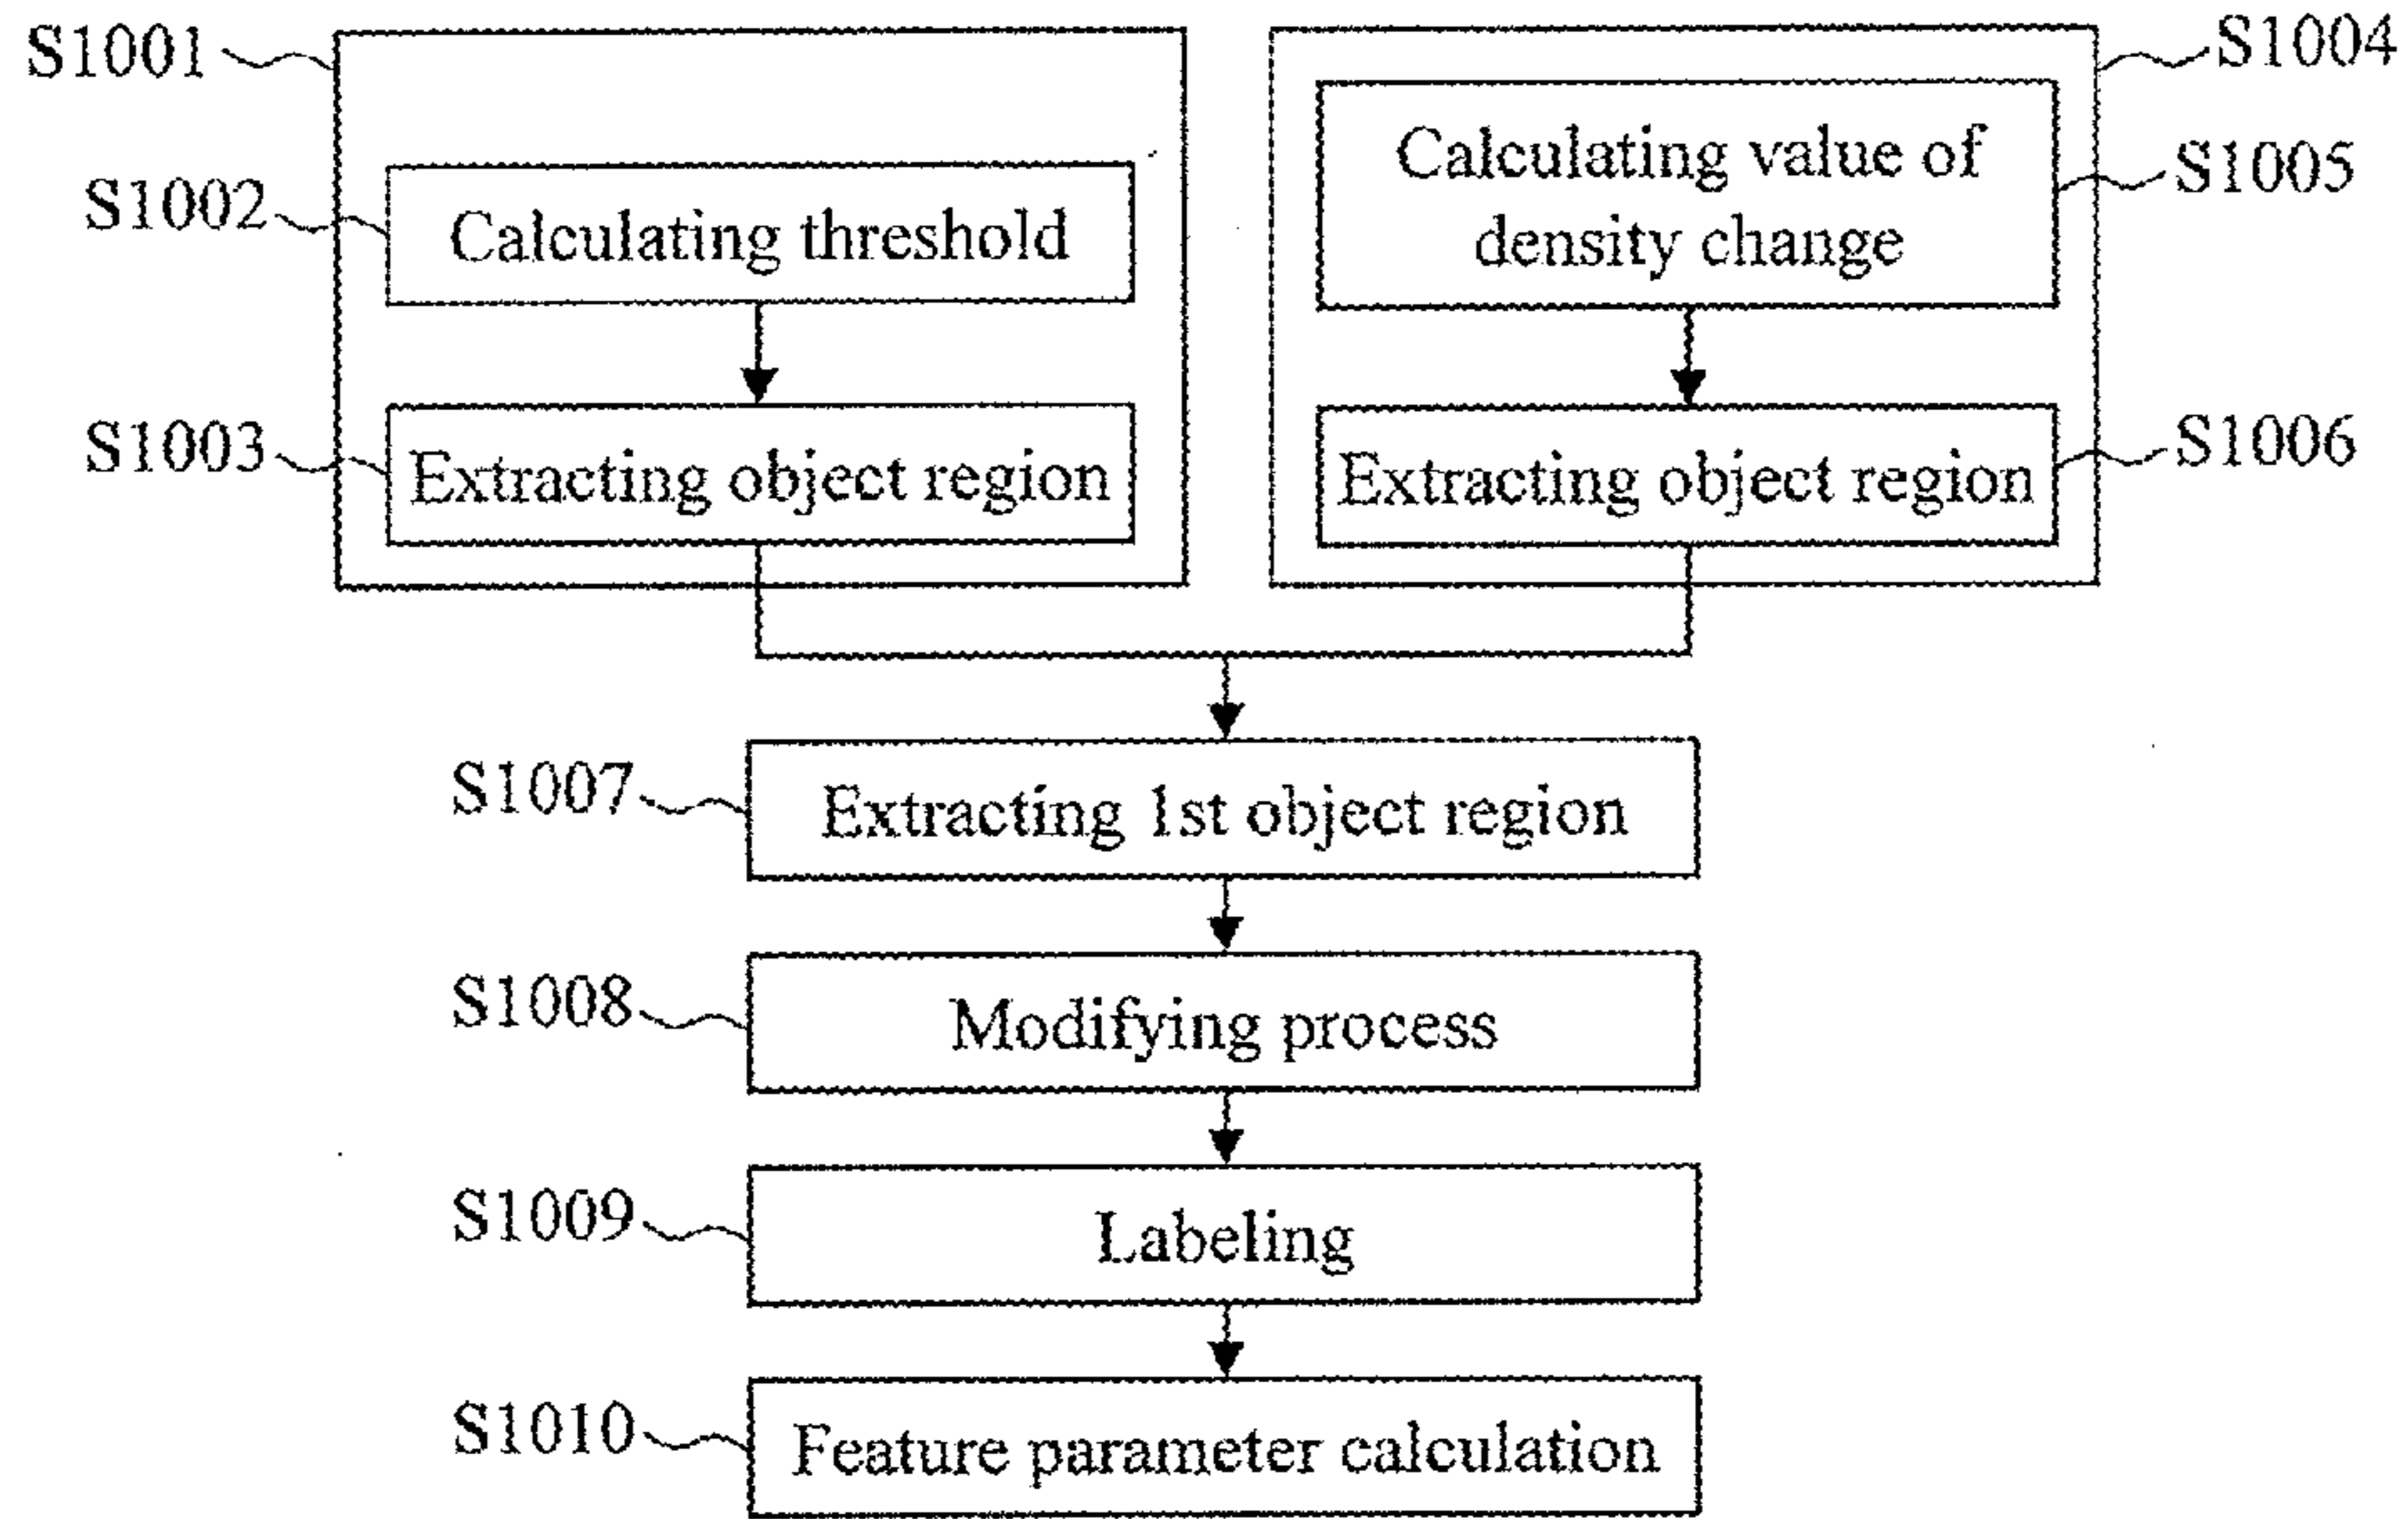 S1001
S1002
Calculating threshold
S1003
Extracting object region
S1004
Calculating value of
density change
S1005
Extracting object region
S1006
S1007
Extracting 1st object region
S1008
Modifying process
S1009
Labeling
S1010
Feature parameter calculation